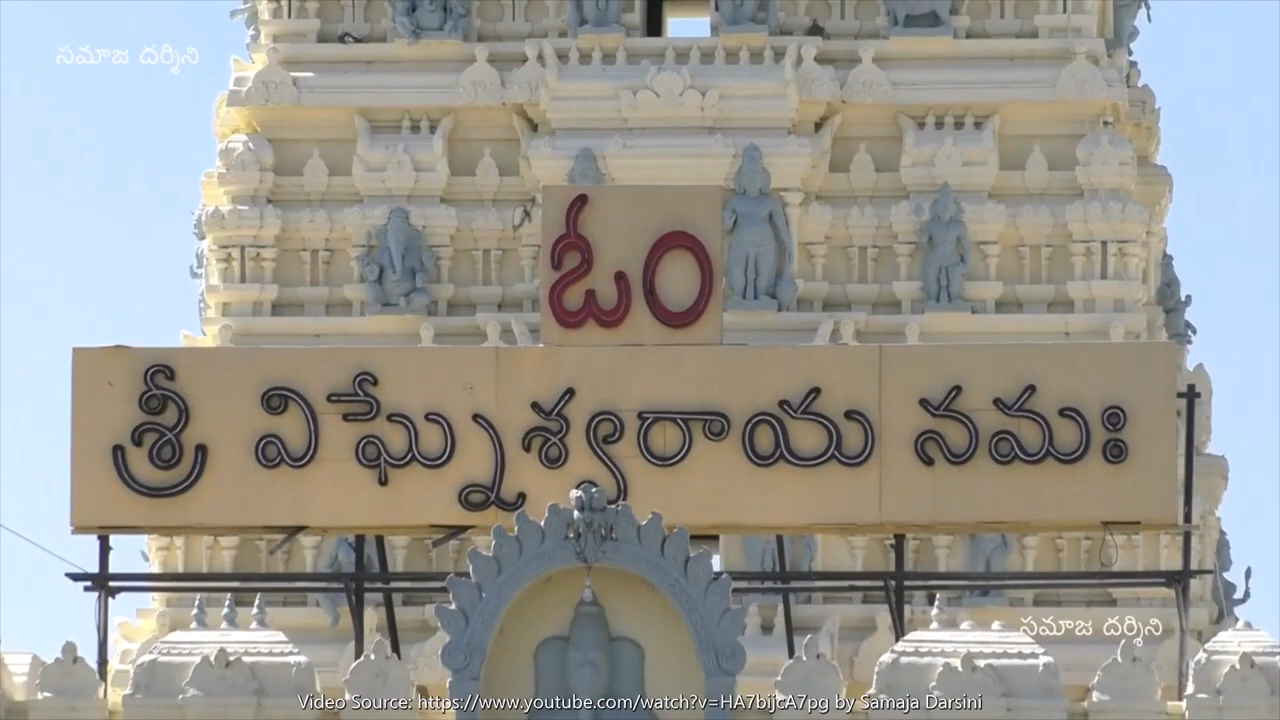 సమాజ దర్శిని
ఓం
శ్రీ విఘ్నేశ్వరాయ నమః
సమాజ దర్శిని
Video Source: https://www.youtube.com/watch?v=HA7bijcA7pg by Samaja Darsini